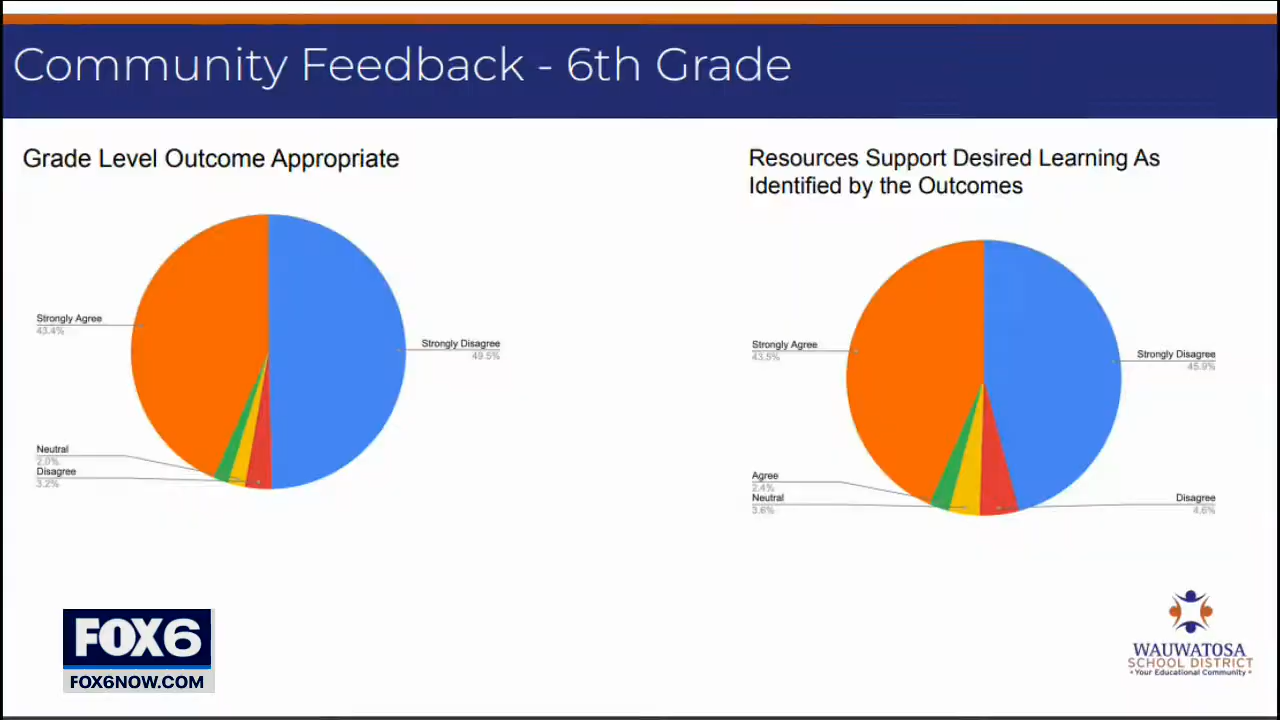 Community Feedback - 6th Grade
Grade Level Outcome Appropriate
Strongly Agree
43.4%
Strongly Disagree
49.5%
Neutral
2.0%
Disagree
3.2%
Resources Support Desired Learning As
Identified by the Outcomes
Strongly Agree
43.5%
Strongly Disagree
45.9%
Agree
2.4%
Neutral
3.6%
Disagree
4.6%
FOX6
FOX6NOW.COM
WAUWATOSA
SCHOOL DISTRICT
• Your Educational Community •